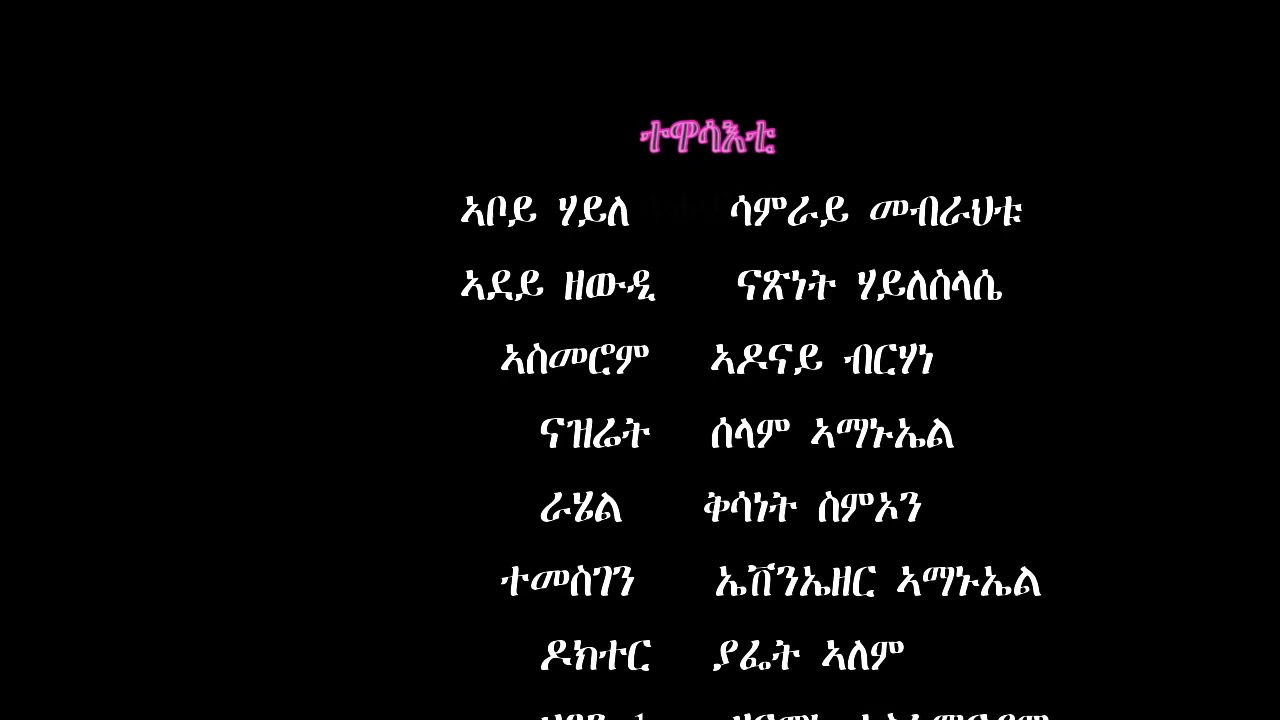 ተዋሳእቲ
ኣቦይ ሃይለ ሳምራይ መብራህቱ
ኣደይ ዘውዲ ናጽነት ሃይለስላሴ
ኣስመሮም ኣዶናይ ብርሃነ
ናዝሬት ሰላም ኣማኑኤል
ራሄል ቅሳነት ስምኦን
ተመስገን ኤቨንኤዘር ኣማኑኤል
ዶክተር ያፌት ኣለም